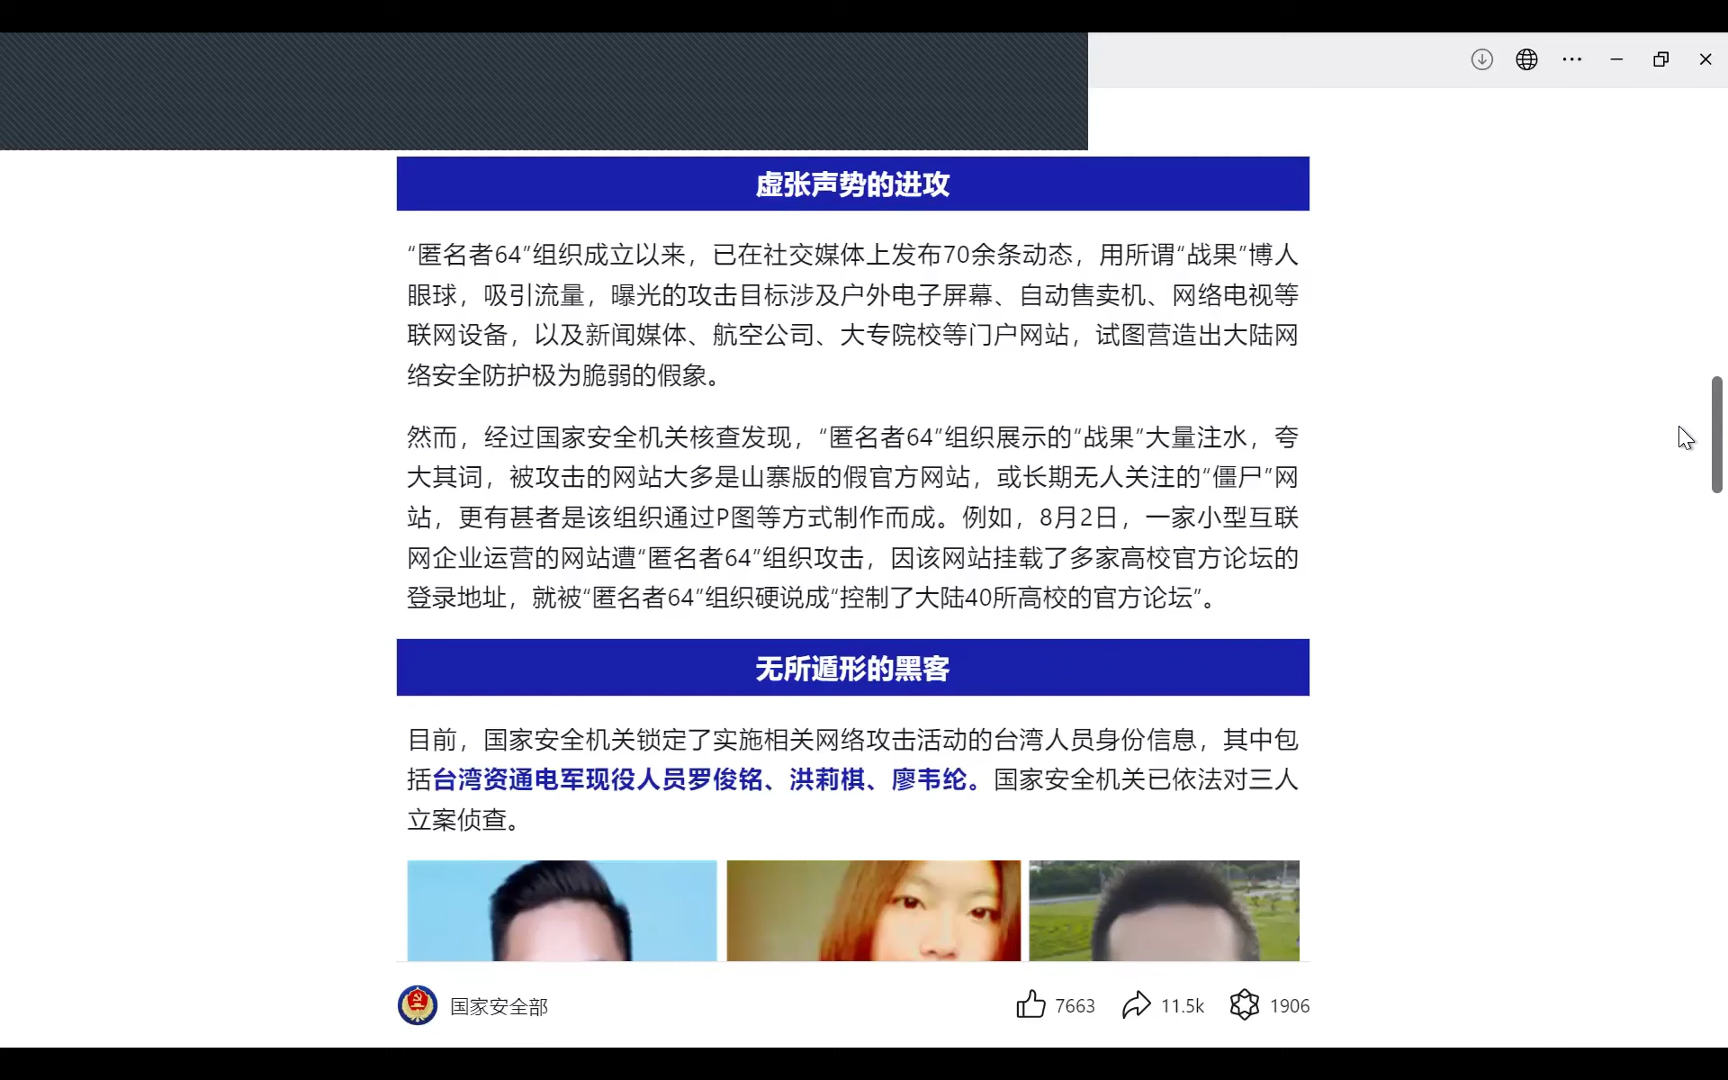 虚张声势的进攻
“匿名者64”组织成立以来，已在社交媒体上发布70余条动态，用所谓“战果”博人
眼球，吸引流量，曝光的攻击目标涉及户外电子屏幕、自动售卖机、网络电视等
联网设备，以及新闻媒体、航空公司、大专院校等门户网站，试图营造出大陆网
络安全防护极为脆弱的假象。
然而，经过国家安全机关核查发现，“匿名者64”组织展示的“战果”大量注水，夸
大其词，被攻击的网站大多是山寨版的假官方网站，或长期无人关注的“僵尸”网
站，更有甚者是该组织通过P图等方式制作而成。例如，8月2日，一家小型互联
网企业运营的网站遭“匿名者64”组织攻击，因该网站挂载了多家高校官方论坛的
登录地址，就被“匿名者64”组织硬说成“控制了大陆40所高校的官方论坛”。
无所遁形的黑客
目前，国家安全机关锁定了实施相关网络攻击活动的台湾人员身份信息，其中包
括台湾资通电军现役人员罗俊铭、洪莉棋、廖韦纶。国家安全机关已依法对三人
立案侦查。
国家安全部 7663 11.5k 1906